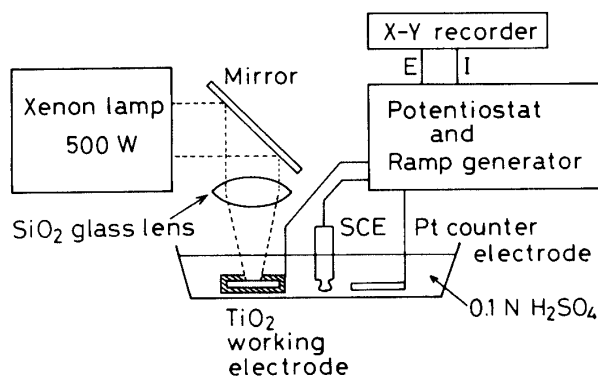 X-Y recorder
E
I
Mirror
Xenon lamp
500 W
Potentiostat
and
Ramp generator
SiO₂ glass lens
SCE
Pt counter
electrode
TiO₂
working
electrode
0.1 N H₂SO₄